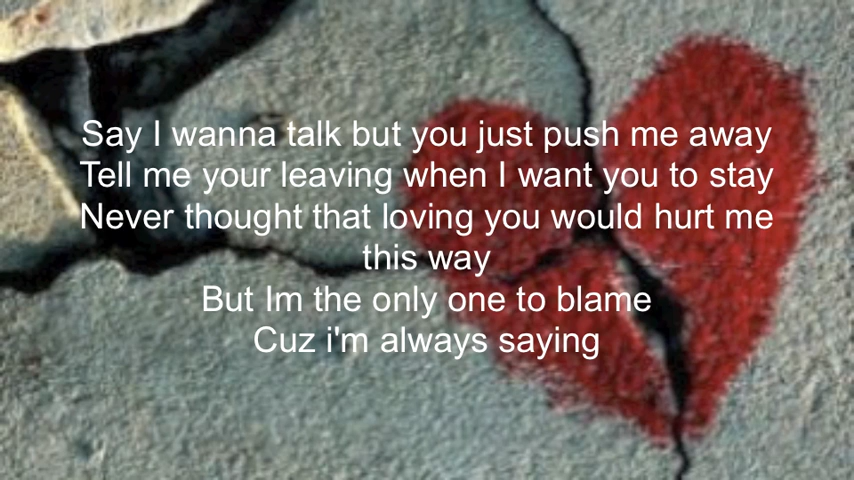 Say I wanna talk but you just push me away
Tell me your leaving when I want you to stay
Never thought that loving you would hurt me
this way
But Im the only one to blame
Cuz i'm always saying